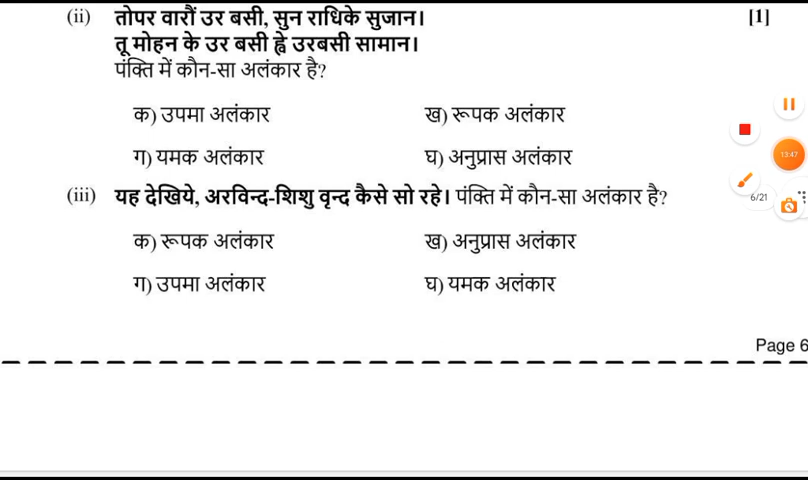 (ii) तोपर वारौं उर बसी, सुन राधिके सुजान। [1]
तू मोहन के उर बसी ह्वे उरबसी सामान।
पंक्ति में कौन-सा अलंकार है?
क) उपमा अलंकार ख) रूपक अलंकार
ग) यमक अलंकार घ) अनुप्रास अलंकार
13:47
(iii) यह देखिये, अरविन्द-शिशु वृन्द कैसे सो रहे। पंक्ति में कौन-सा अलंकार है?
6/21
क) रूपक अलंकार ख) अनुप्रास अलंकार
ग) उपमा अलंकार घ) यमक अलंकार
Page 6